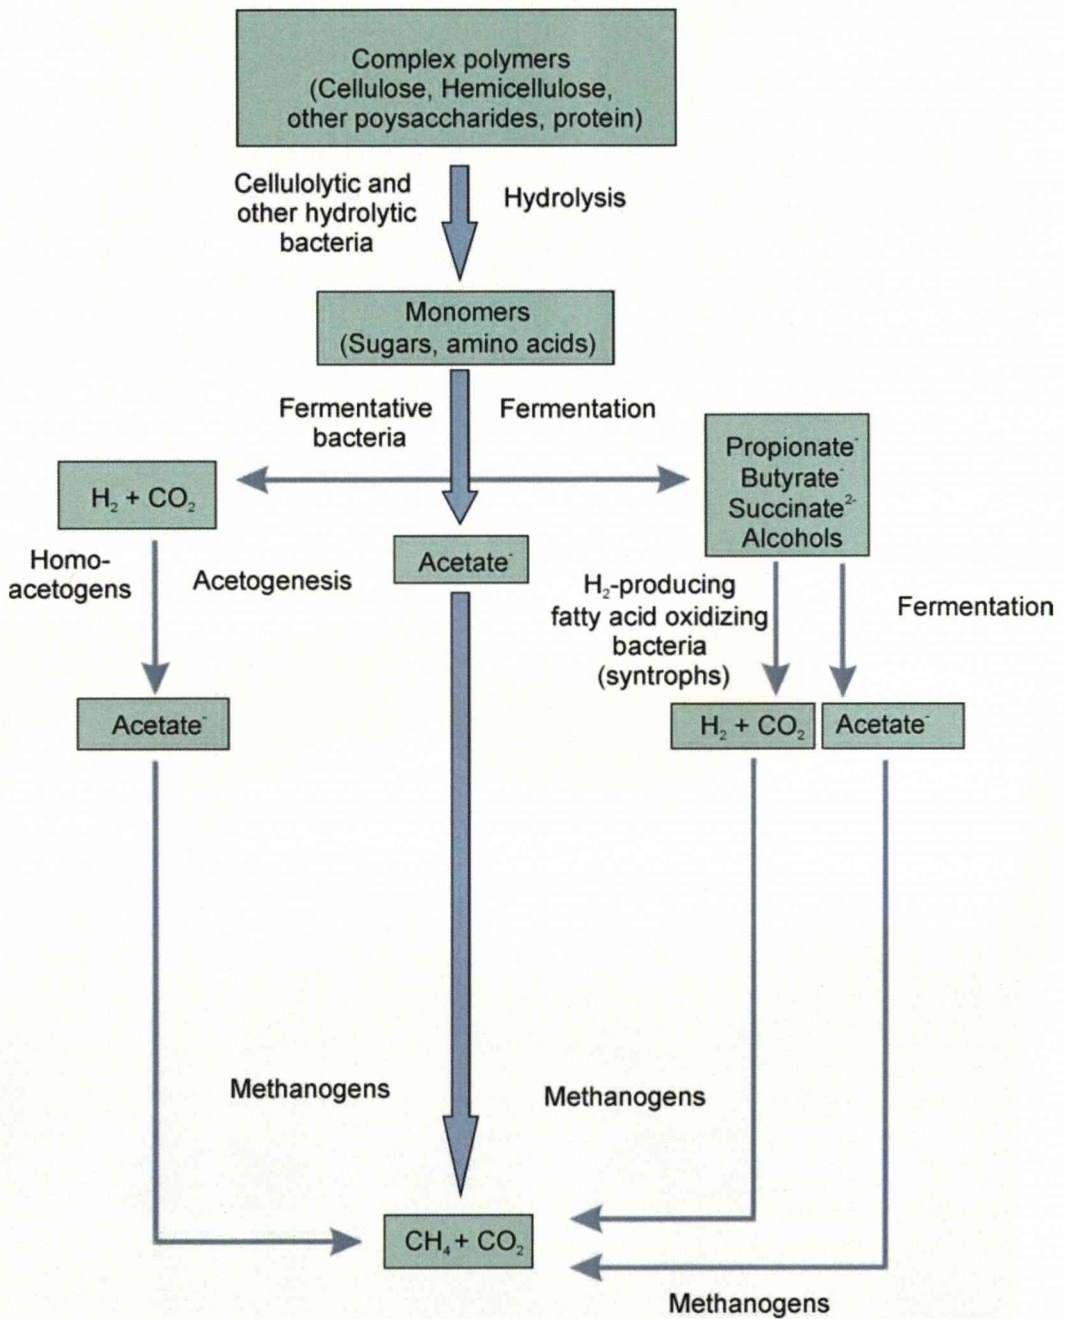 Complex polymers
(Cellulose, Hemicellulose,
other poysaccharides, protein)
Cellulolytic and
other hydrolytic
bacteria
Hydrolysis
Monomers
(Sugars, amino acids)
Fermentative
bacteria
Fermentation
H₂ + CO₂
Propionate⁻
Butyrate⁻
Succinate²⁻
Alcohols
Acetate⁻
Homo-
acetogens
Acetogenesis
H₂-producing
fatty acid oxidizing
bacteria
(syntrophs)
Fermentation
Acetate⁻
H₂ + CO₂
Acetate⁻
Methanogens
Methanogens
CH₄ + CO₂
Methanogens